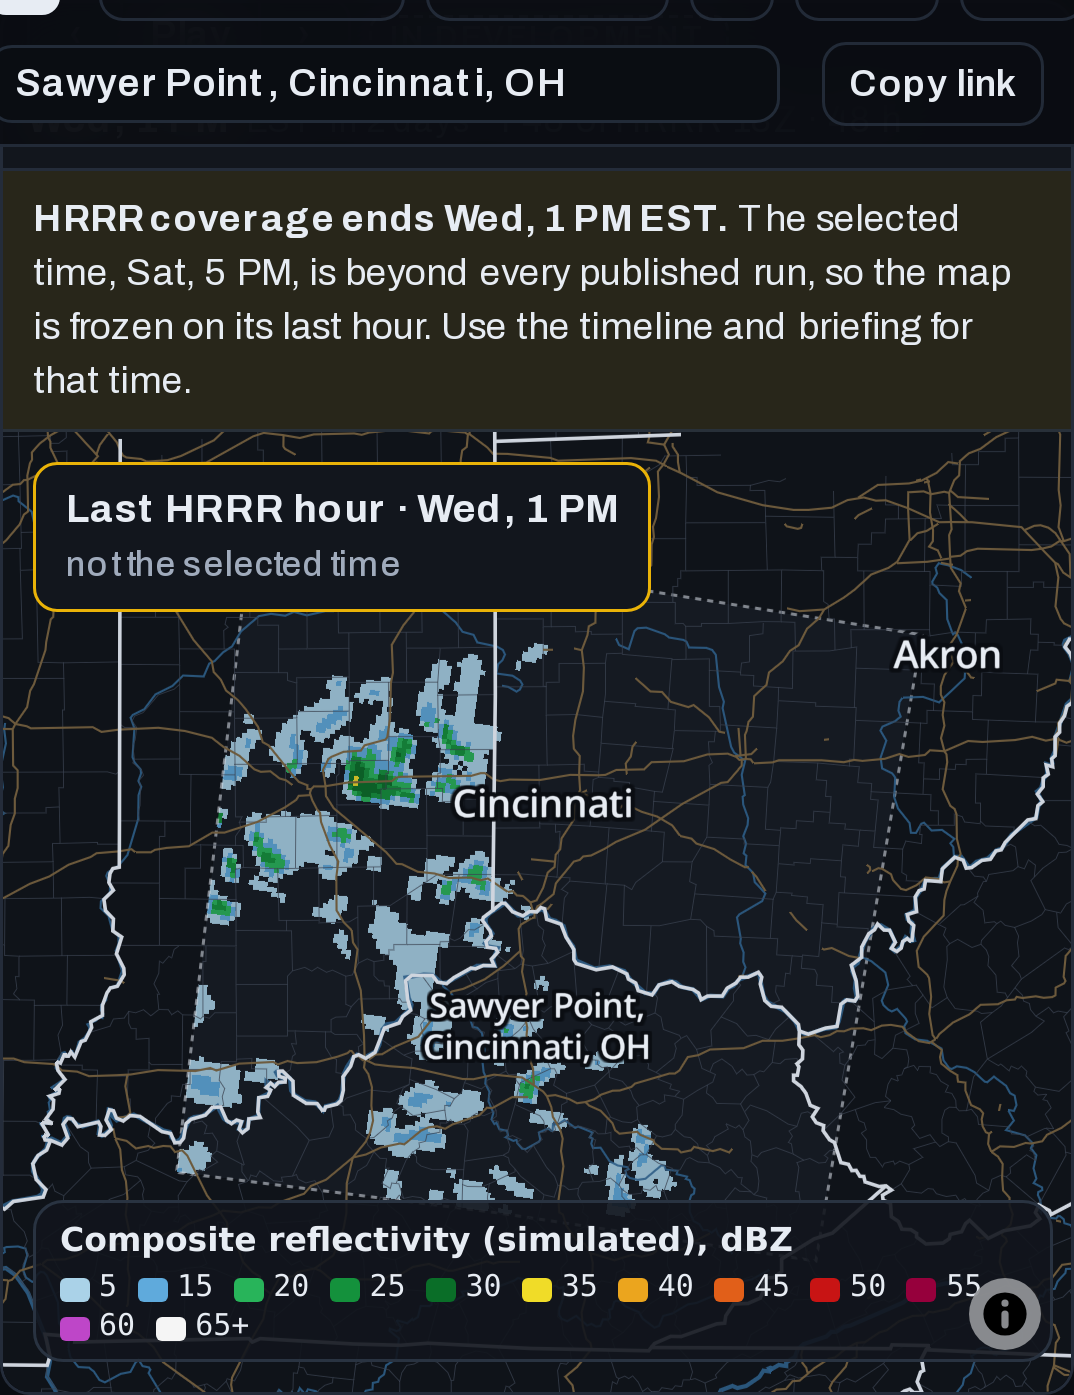 Sawyer Point, Cincinnati, OH
Copy link
HRRR coverage ends Wed, 1 PM EST. The selected
time, Sat, 5 PM, is beyond every published run, so the map
is frozen on its last hour. Use the timeline and briefing for
that time.
Last HRRR hour · Wed, 1 PM
not the selected time
Akron
Cincinnati
Sawyer Point,
Cincinnati, OH
Composite reflectivity (simulated), dBZ
5 15 20 25 30 35 40 45 50 55
60 65+